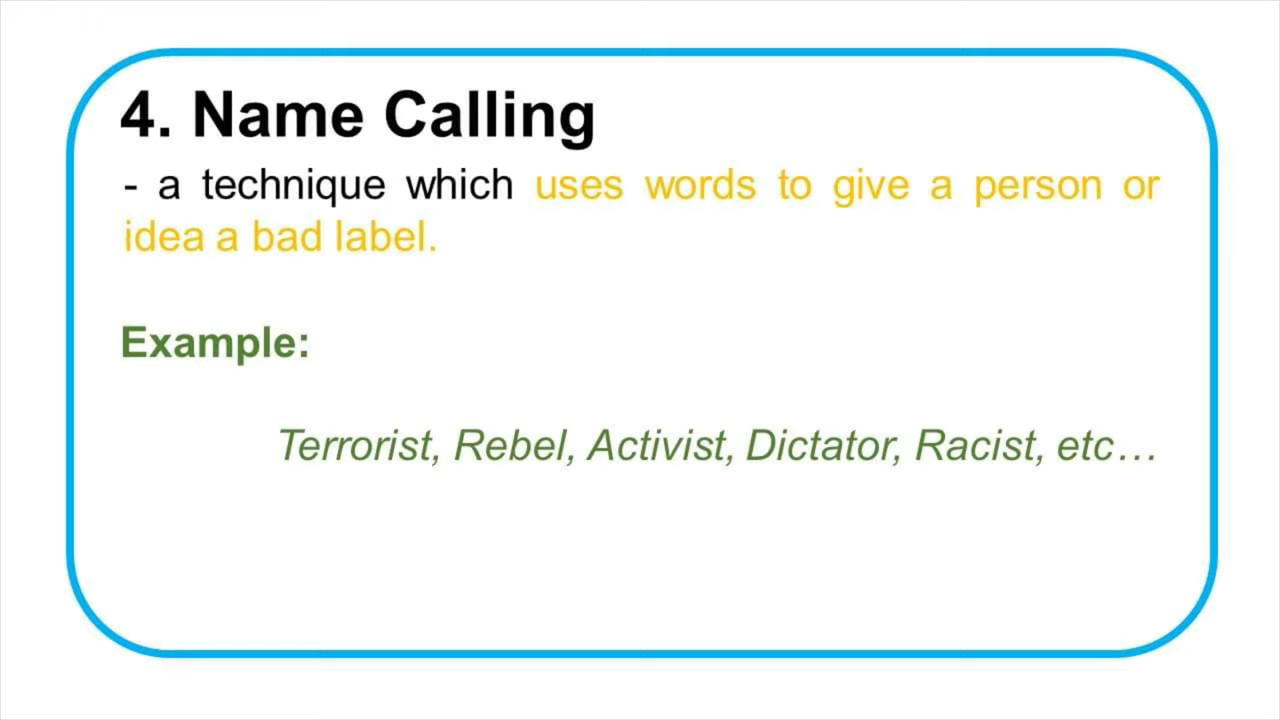 4. Name Calling
- a technique which uses words to give a person or
idea a bad label.
Example:
Terrorist, Rebel, Activist, Dictator, Racist, etc…